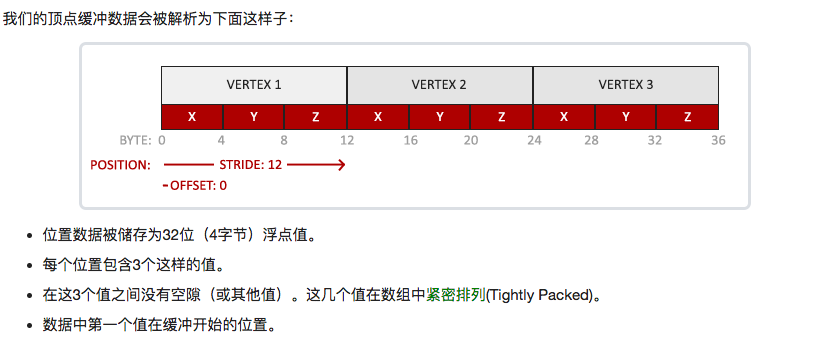 我们的顶点缓冲数据会被解析为下面这样子：
VERTEX 1 VERTEX 2 VERTEX 3
X Y Z X Y Z X Y Z
BYTE: 0 4 8 12 16 20 24 28 32 36
POSITION: STRIDE: 12
OFFSET: 0
• 位置数据被储存为32位（4字节）浮点值。
• 每个位置包含3个这样的值。
• 在这3个值之间没有空隙（或其他值）。这几个值在数组中紧密排列(Tightly Packed)。
• 数据中第一个值在缓冲开始的位置。